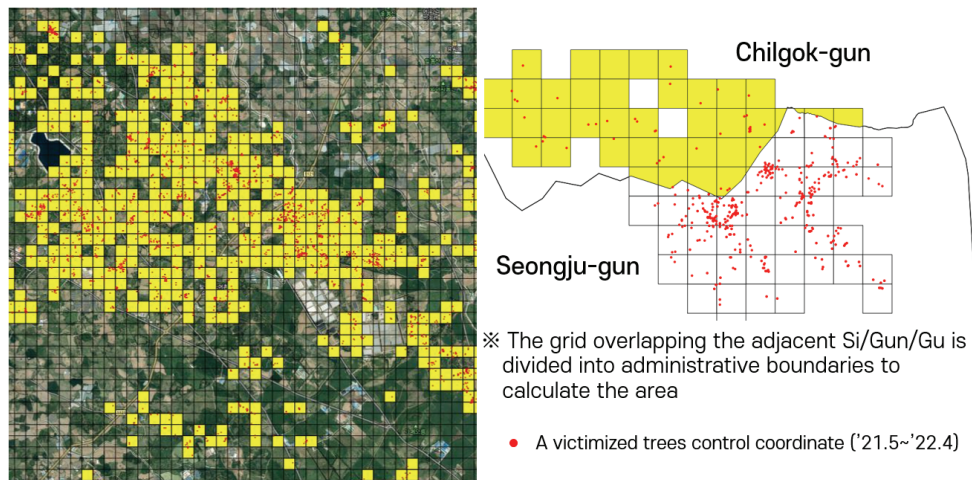 Chilgok-gun
Seongju-gun
※ The grid overlapping the adjacent Si/Gun/Gu is
divided into administrative boundaries to
calculate the area
● A victimized trees control coordinate ('21.5~'22.4)